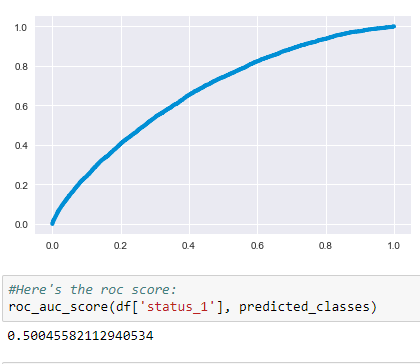 1.0
0.8
0.6
0.4
0.2
0.0
0.0 0.2 0.4 0.6 0.8 1.0
#Here's the roc score:
roc_auc_score(df['status_1'], predicted_classes)
0.50045582112940534